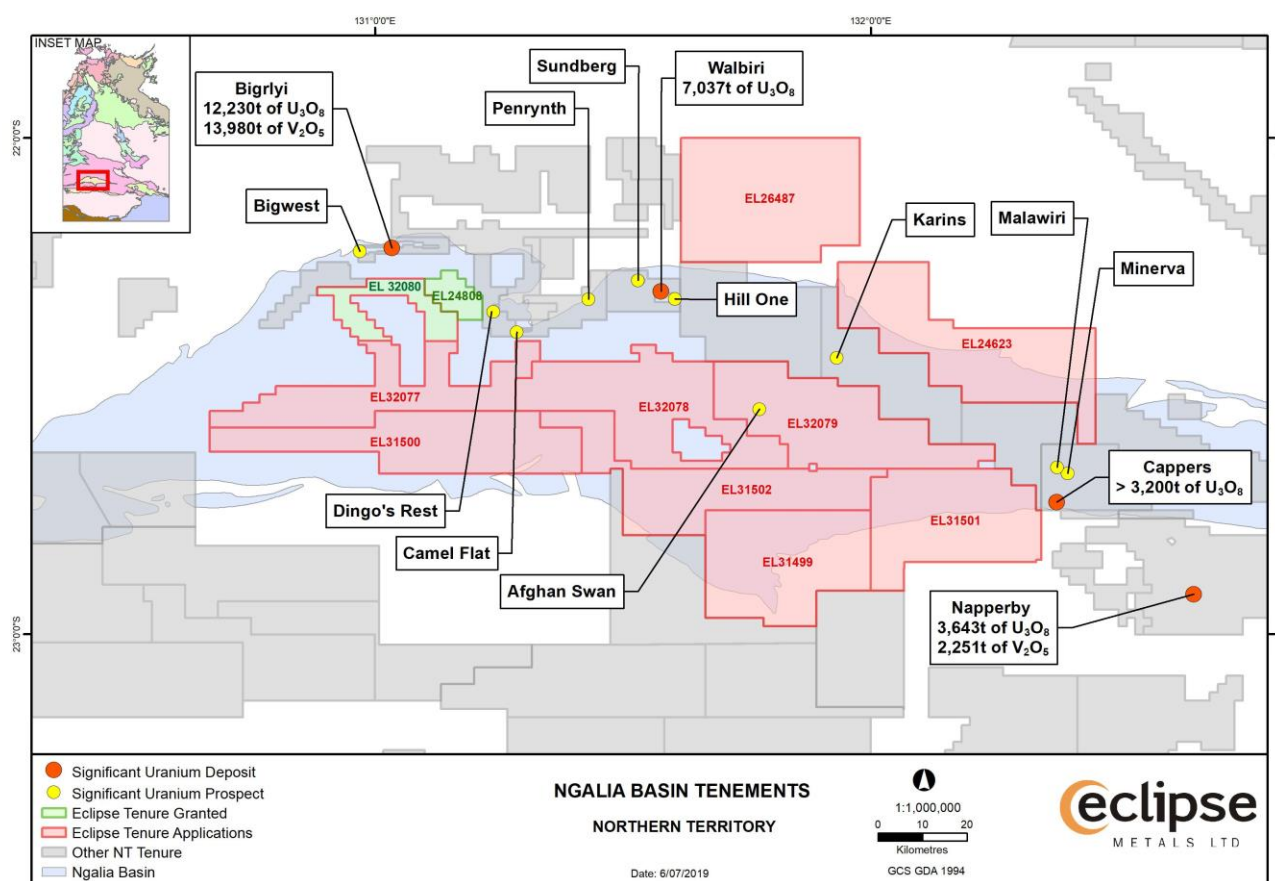 131°0'0"E
132°0'0"E
INSET MAP
Bigrlyi
12,230t of U₃O₈
13,980t of V₂O₅
Sundberg
Walbiri
7,037t of U₃O₈
Penrynth
22°0'0"S
Bigwest
EL26487
Karins
Malawiri
Minerva
EL 32080
EL24808
Hill One
EL24623
EL32077
EL32078
EL32079
EL31500
Cappers
> 3,200t of U₃O₈
EL31502
Dingo's Rest
EL31501
Camel Flat
EL31499
Afghan Swan
Napperby
3,643t of U₃O₈
2,251t of V₂O₅
23°0'0"S
Significant Uranium Deposit
Significant Uranium Prospect
Eclipse Tenure Granted
Eclipse Tenure Applications
Other NT Tenure
Ngalia Basin
NGALIA BASIN TENEMENTS
NORTHERN TERRITORY
Date: 6/07/2019
1:1,000,000
0 10 20
Kilometres
GCS GDA 1994
eclipse
METALS LTD